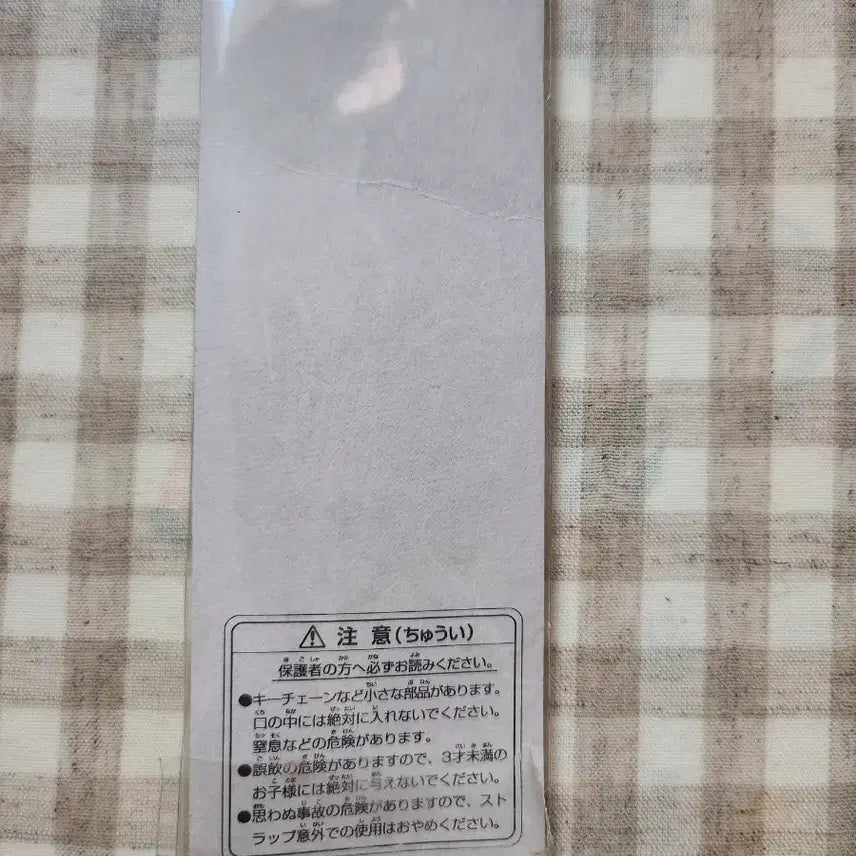 ⚠ 注意(ちゅうい)
保護者の方へ必ずお読みください。
●キーチェーンなど小さな部品があります。
口の中には絶対に入れないでください。
窒息などの危険があります。
●誤飲の危険がありますので、3才未満の
お子様には絶対に与えないでください。
●思わぬ事故の危険がありますので、スト
ラップ意外での使用はおやめください。